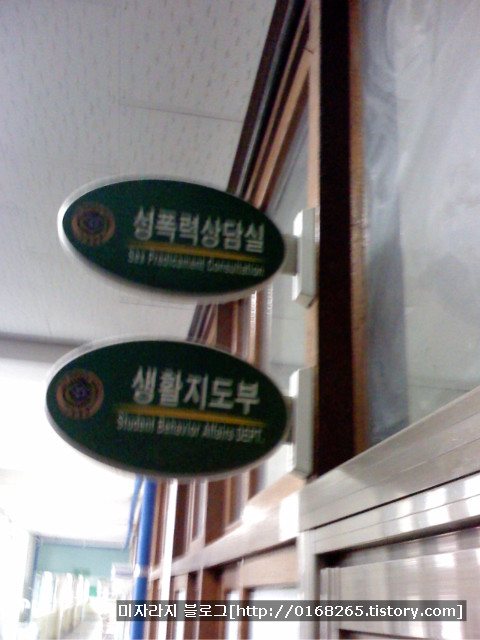 성폭력상담실
Sex Predicament Consultation
생활지도부
Student Behavior Affairs DEPT.
미자라지 블로그[http://0168265.tistory.com]